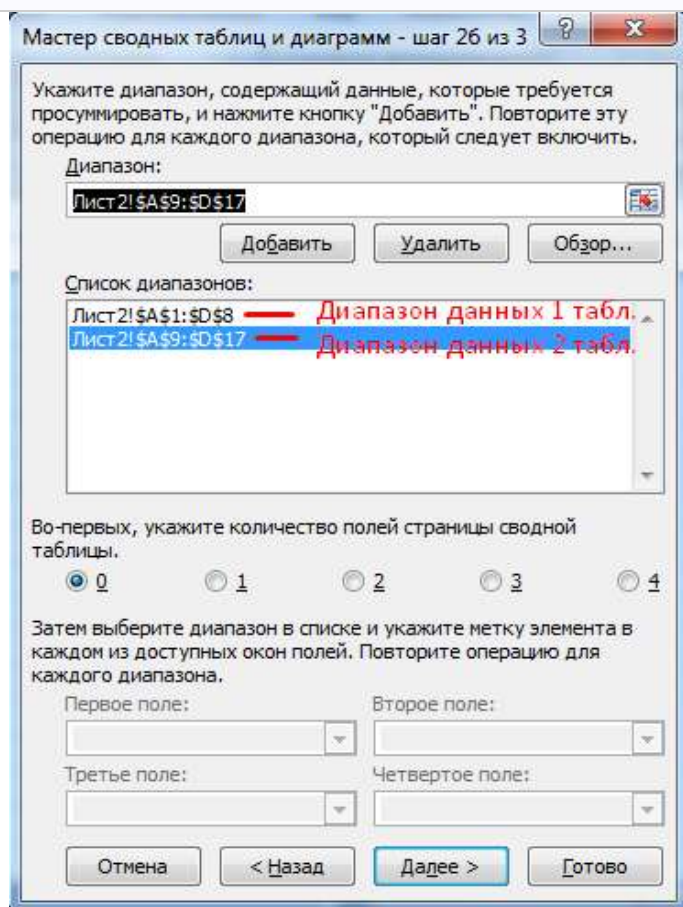 Мастер сводных таблиц и диаграмм - шаг 2б из 3
Укажите диапазон, содержащий данные, которые требуется
просуммировать, и нажмите кнопку "Добавить". Повторите эту
операцию для каждого диапазона, который следует включить.
Диапазон:
Лист2!$A$9:$D$17
Добавить Удалить Обзор...
Список диапазонов:
Лист2!$A$1:$D$8 Диапазон данных 1 табл.
Лист2!$A$9:$D$17 Диапазон данных 2 табл.
Во-первых, укажите количество полей страницы сводной
таблицы.
0 1 2 3 4
Затем выберите диапазон в списке и укажите метку элемента в
каждом из доступных окон полей. Повторите операцию для
каждого диапазона.
Первое поле: Второе поле:
Третье поле: Четвертое поле:
Отмена < Назад Далее > Готово